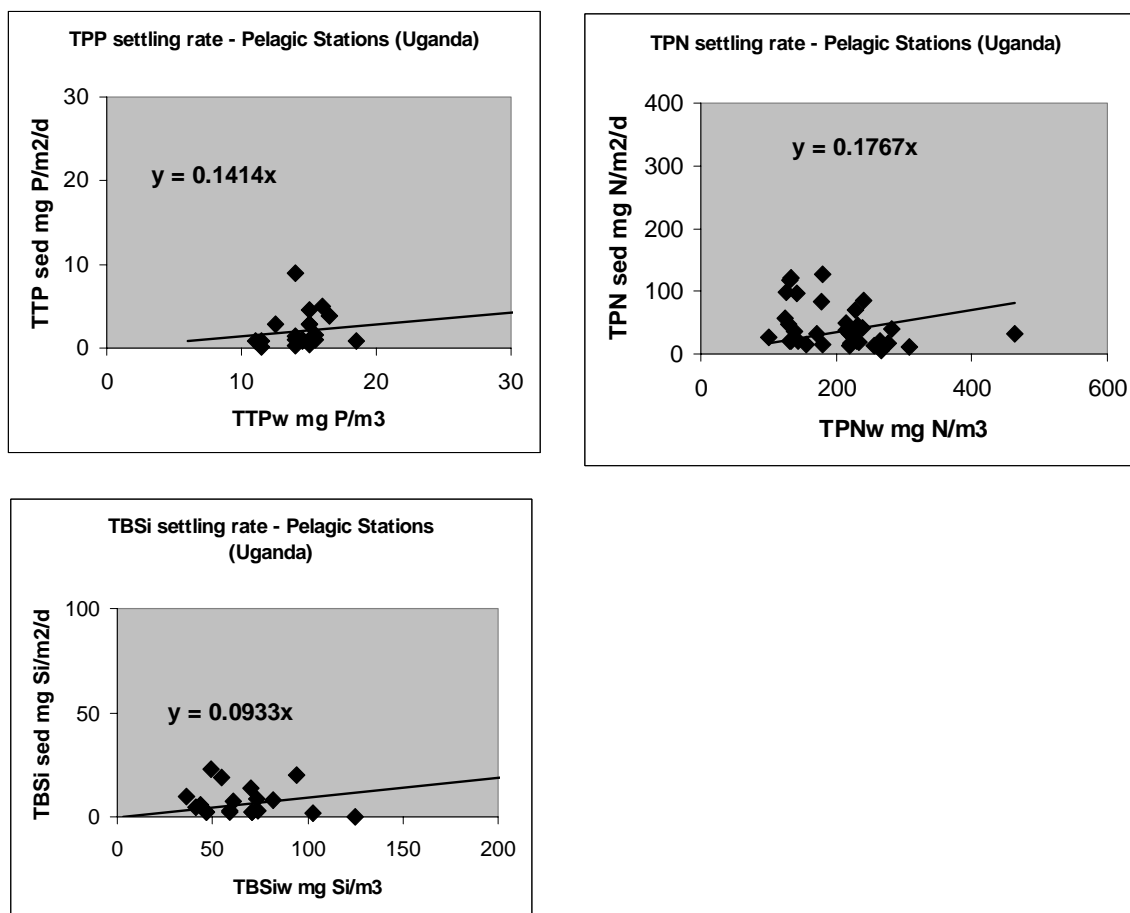 TPP settling rate - Pelagic Stations (Uganda)
30
20
10
0
0
10
20
30
TTP sed mg P/m2/d
TTPw mg P/m3
y = 0.1414x
TPN settling rate - Pelagic Stations (Uganda)
400
300
200
100
0
0
200
400
600
TPN sed mg N/m2/d
TPNw mg N/m3
y = 0.1767x
TBSi settling rate - Pelagic Stations
(Uganda)
100
50
0
0
50
100
150
200
TBSi sed mg Si/m2/d
TBSiw mg Si/m3
y = 0.0933x